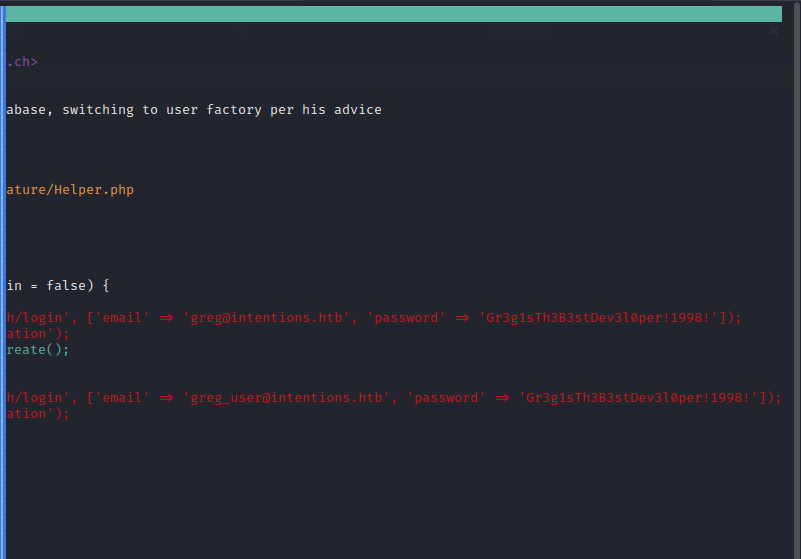 .ch>
abase, switching to user factory per his advice
ature/Helper.php
in = false) {
h/login', ['email' => 'greg@intentions.htb', 'password' => 'Gr3g1sTh3B3stDev3l0per!1998!']);
ation');
reate();
h/login', ['email' => 'greg_user@intentions.htb', 'password' => 'Gr3g1sTh3B3stDev3l0per!1998!']);
ation');